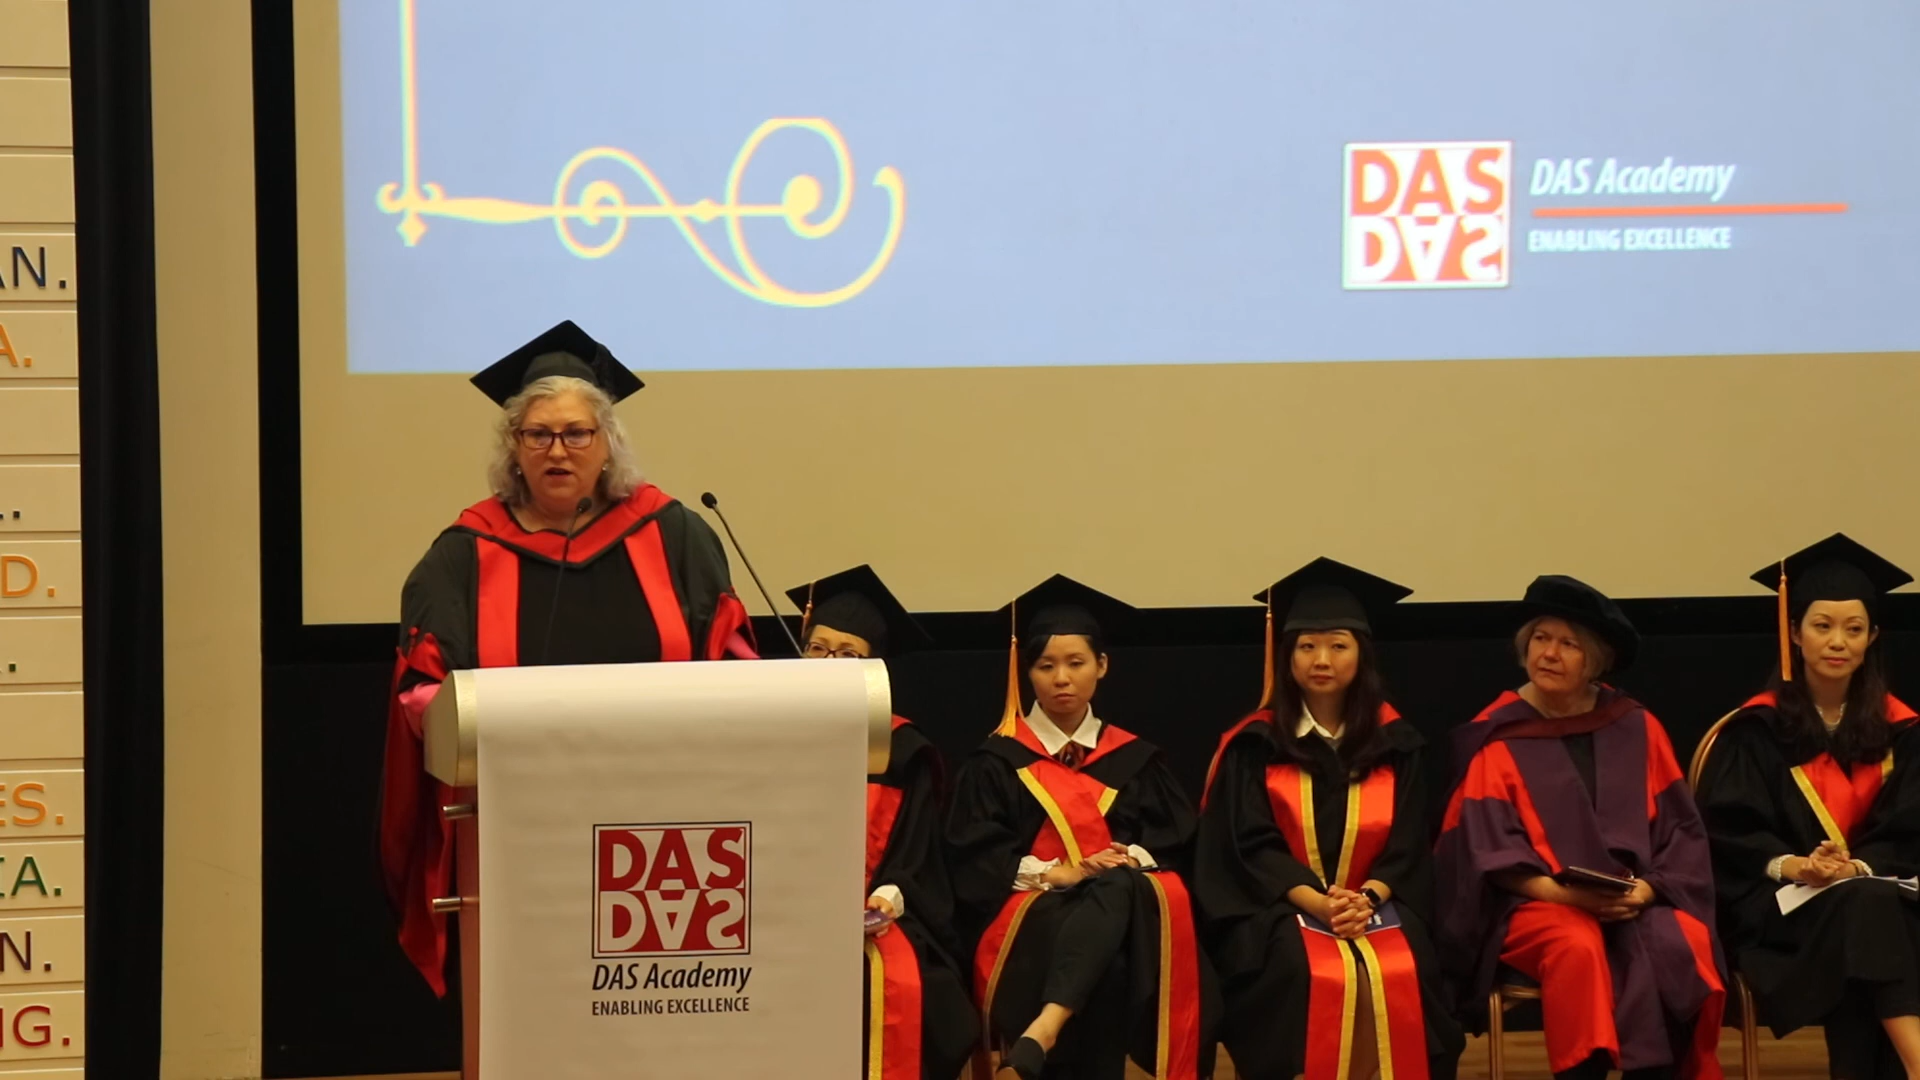 AN.
A.
D.
ES.
IA.
N.
NG.
DAS
DAS
DAS Academy
ENABLING EXCELLENCE
DAS
DAS
DAS Academy
ENABLING EXCELLENCE